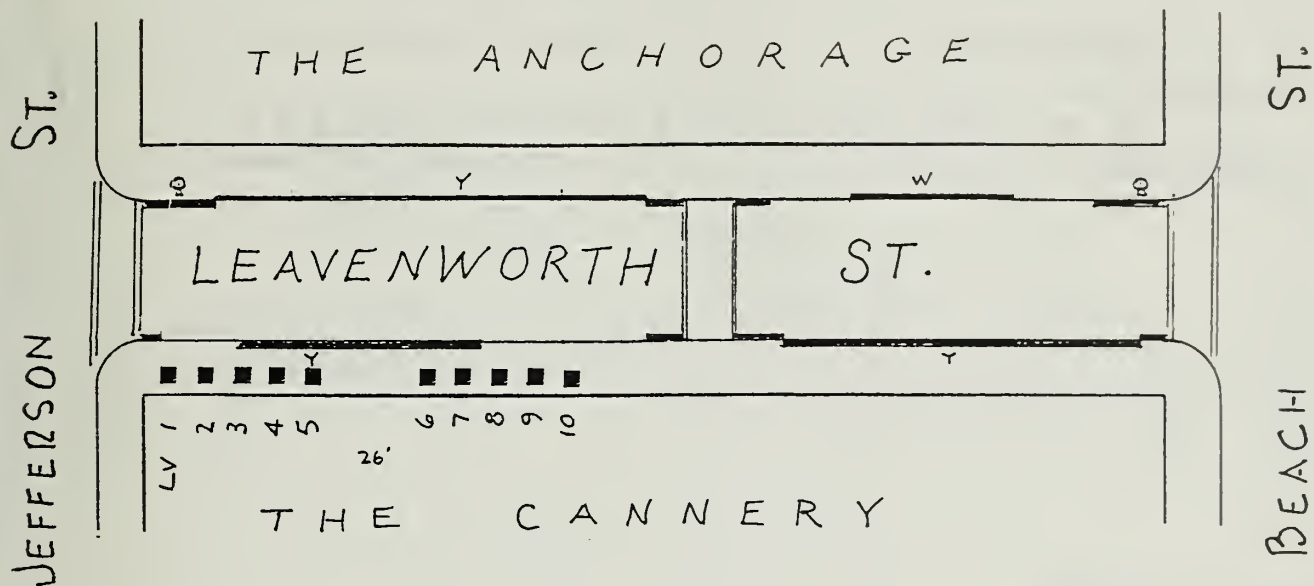 THE ANCHORAGE
JEFFERSON ST.
BEACH ST.
Y
W
LEAVENWORTH ST.
Y
Y
LV 1 2 3 4 5 6 7 8 9 10
26'
THE CANNERY